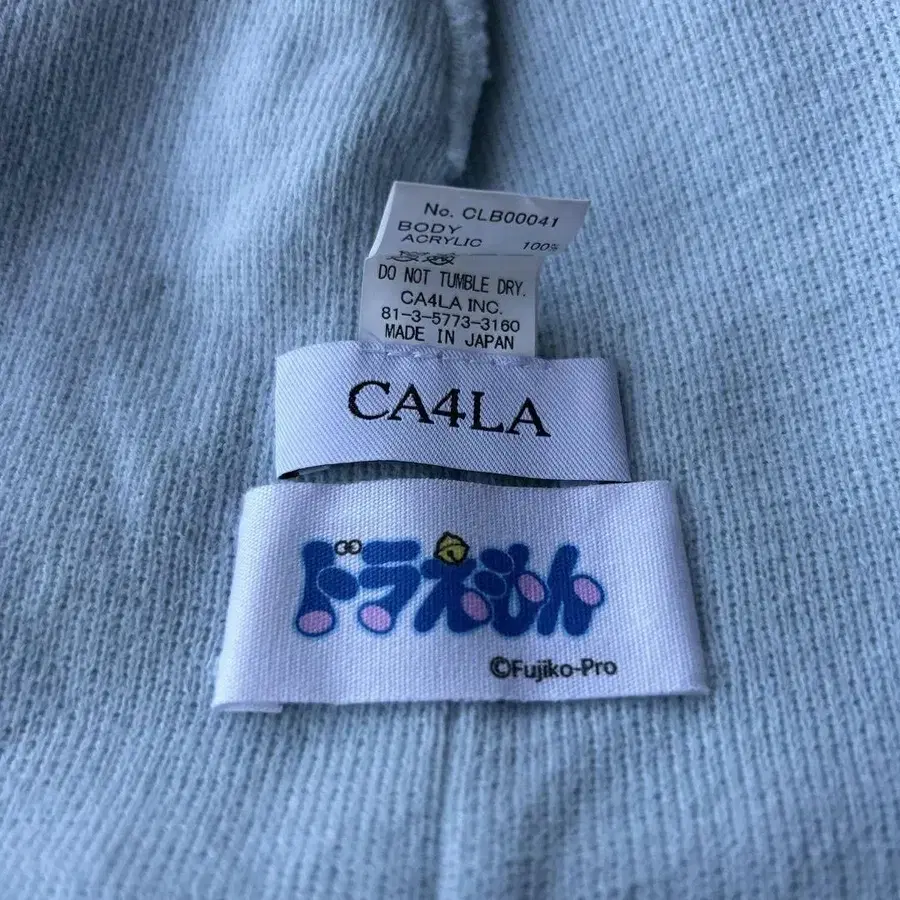 No. CLB00041
BODY
ACRYLIC 100%
DO NOT TUMBLE DRY.
CA4LA INC.
81-3-5773-3160
MADE IN JAPAN
CA4LA
ドラえもん
©Fujiko-Pro